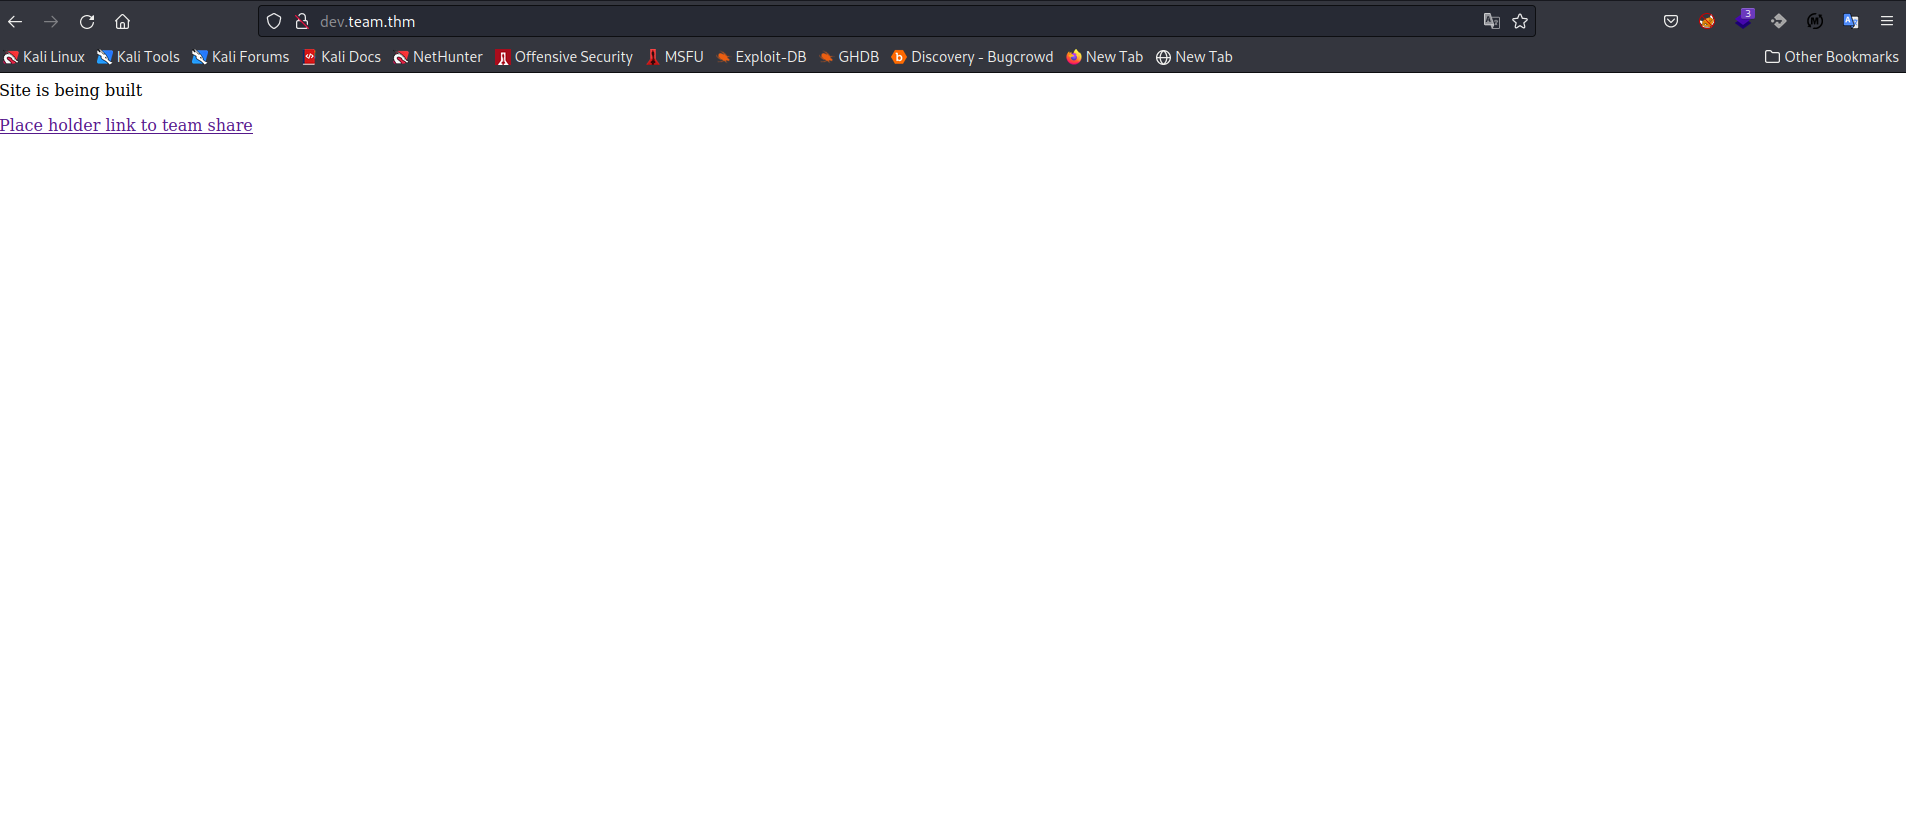 dev.team.thm
3
Kali Linux Kali Tools Kali Forums Kali Docs NetHunter Offensive Security MSFU Exploit-DB GHDB Discovery - Bugcrowd New Tab New Tab Other Bookmarks
Site is being built
Place holder link to team share